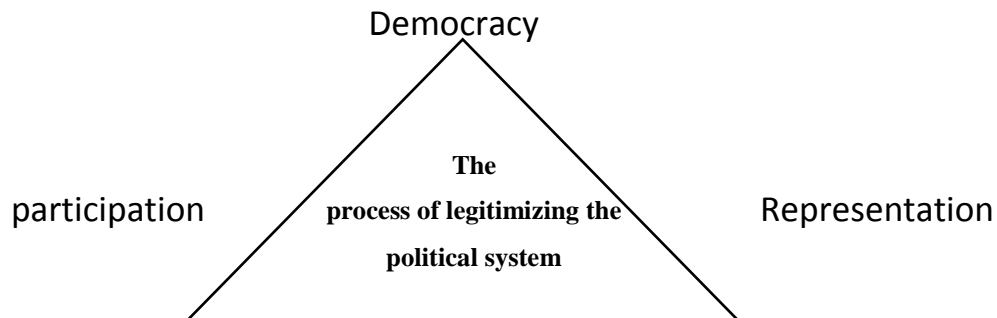 Democracy
The
participation
process of legitimizing the
Representation
political system